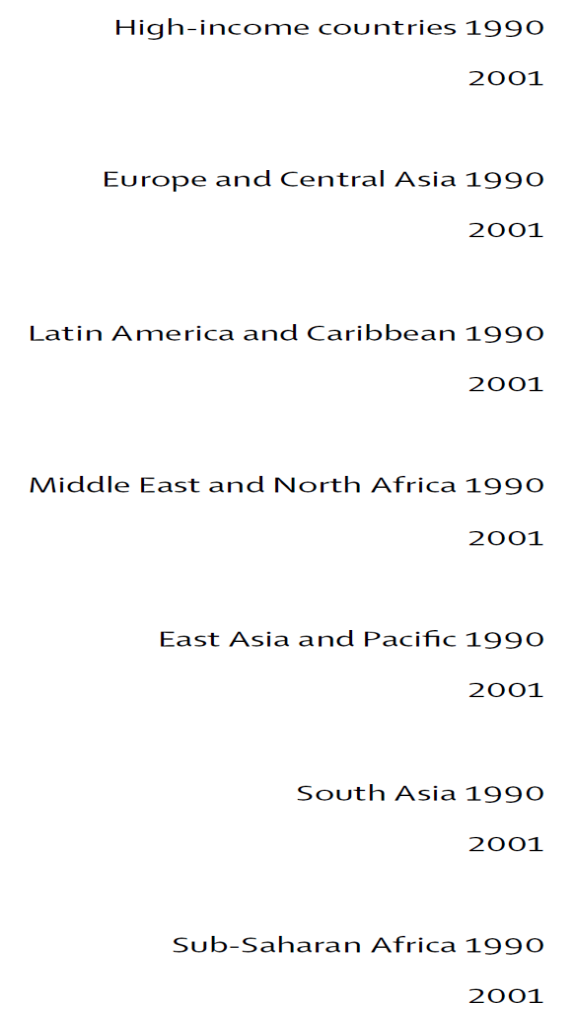 High-income countries 1990
2001
Europe and Central Asia 1990
2001
Latin America and Caribbean 1990
2001
Middle East and North Africa 1990
2001
East Asia and Pacific 1990
2001
South Asia 1990
2001
Sub-Saharan Africa 1990
2001